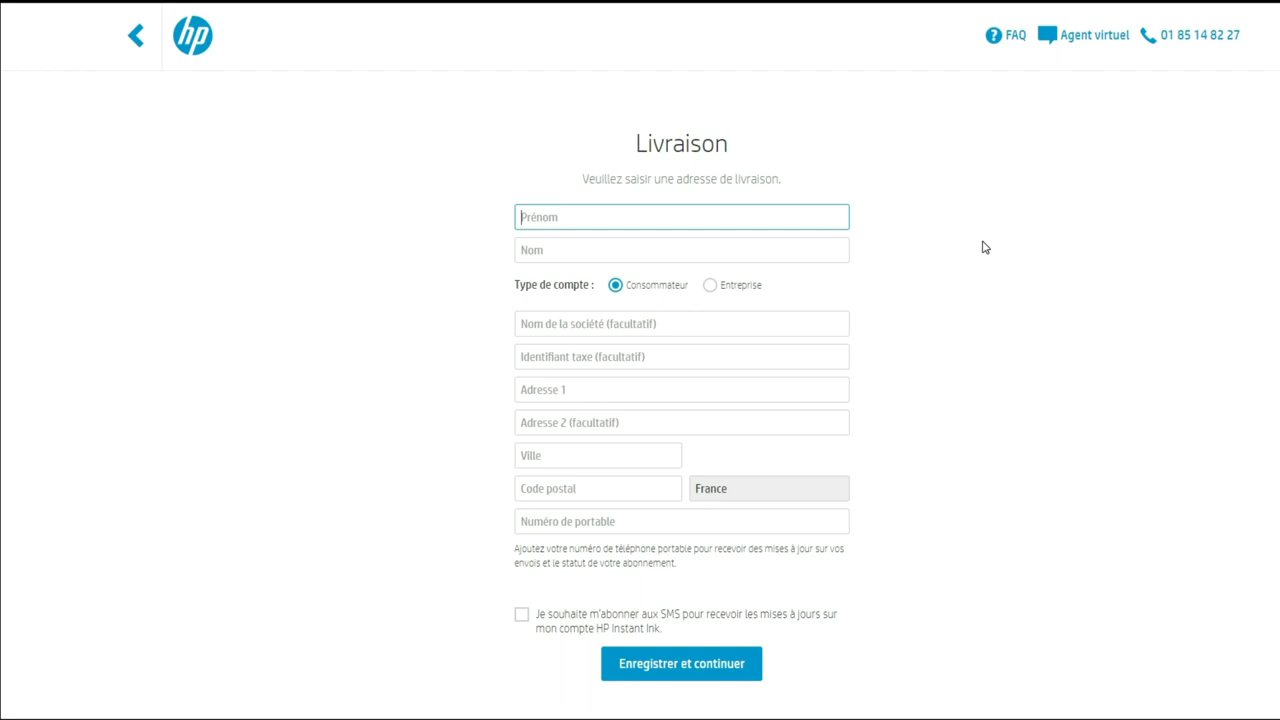 hp
FAQ
Agent virtuel
01 85 14 82 27
Livraison
Veuillez saisir une adresse de livraison.
Prénom
Nom
Type de compte :
Consommateur
Entreprise
Nom de la société (facultatif)
Identifiant taxe (facultatif)
Adresse 1
Adresse 2 (facultatif)
Ville
Code postal
France
Numéro de portable
Ajoutez votre numéro de téléphone portable pour recevoir des mises à jour sur vos
envois et le statut de votre abonnement.
Je souhaite m'abonner aux SMS pour recevoir les mises à jours sur
mon compte HP Instant Ink.
Enregistrer et continuer